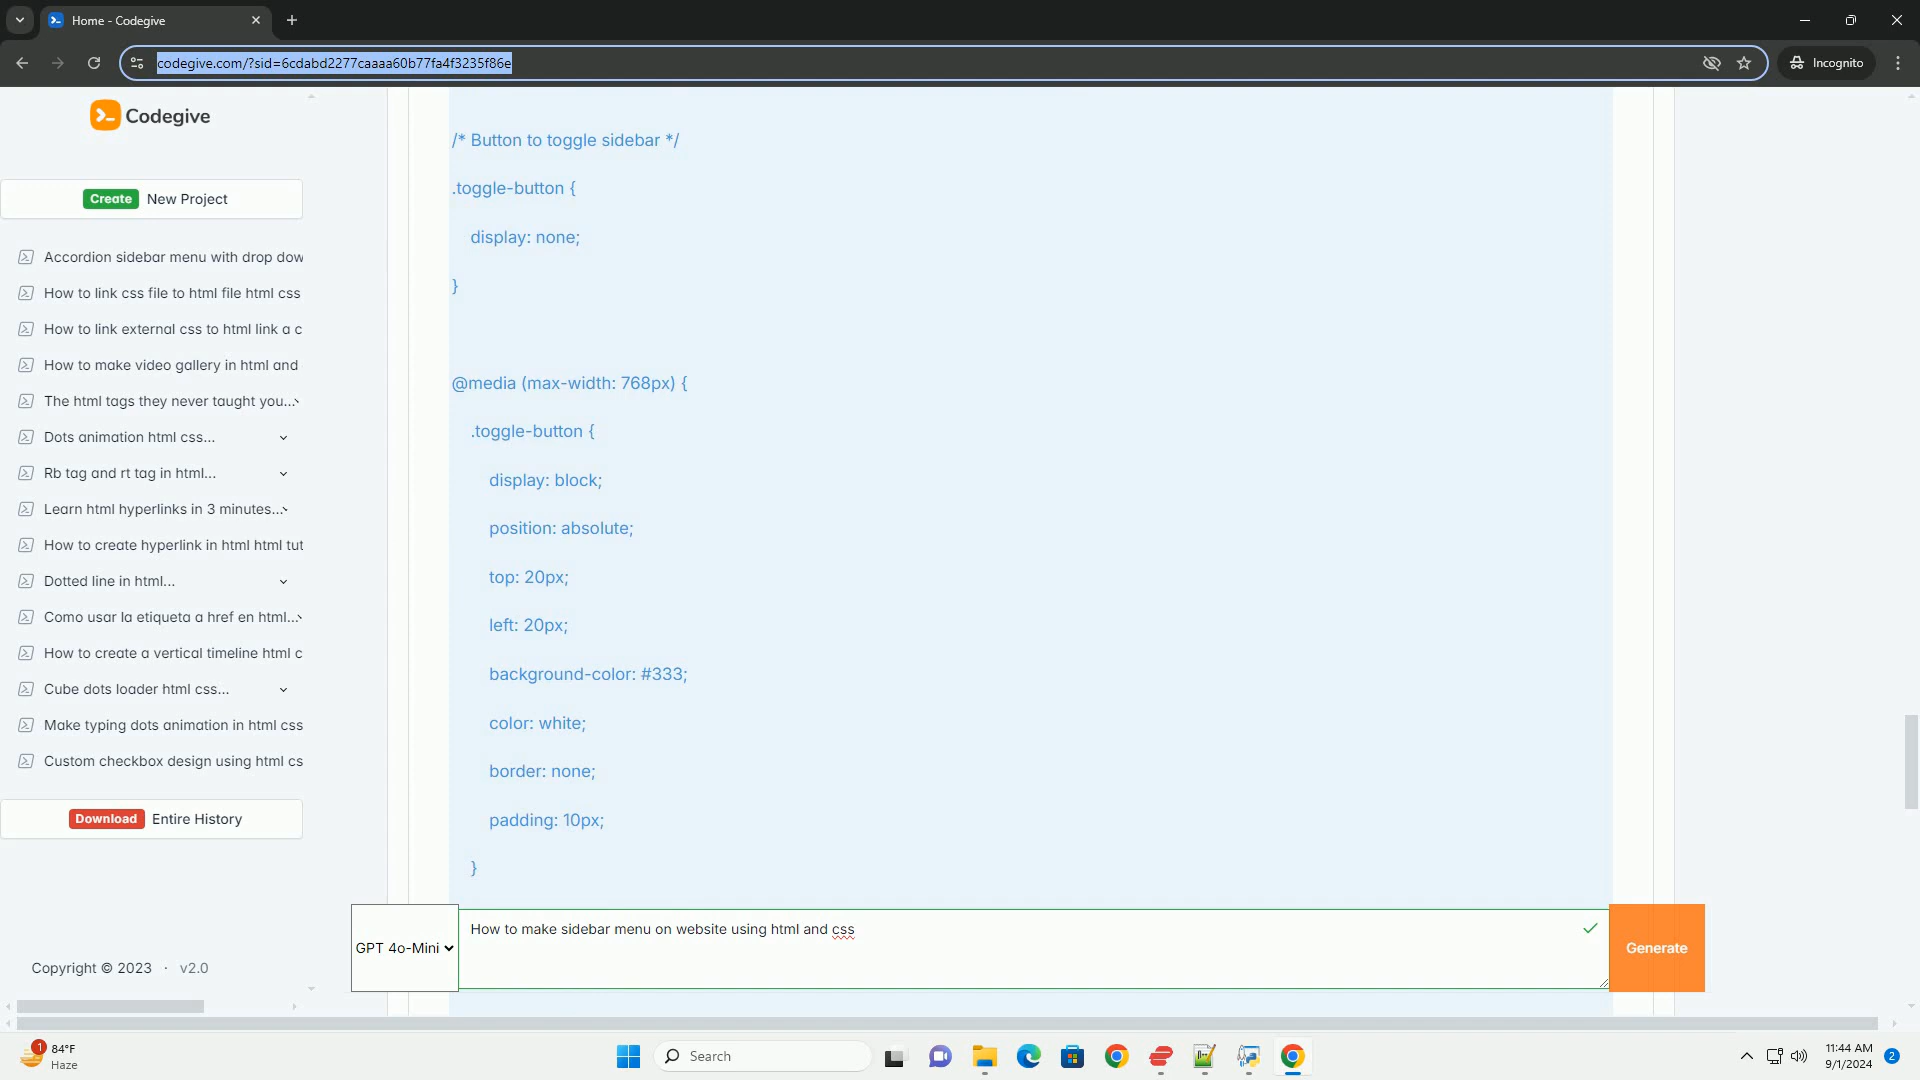 Home - Codegive
codegive.com/?sid=6cdabd2277caaaa60b77fa4f3235f86e
Incognito
Codegive
Create New Project
Accordion sidebar menu with drop dow
How to link css file to html file html css
How to link external css to html link a c
How to make video gallery in html and
The html tags they never taught you...
Dots animation html css...
Rb tag and rt tag in html...
Learn html hyperlinks in 3 minutes...
How to create hyperlink in html html tut
Dotted line in html...
Como usar la etiqueta a href en html...
How to create a vertical timeline html c
Cube dots loader html css...
Make typing dots animation in html css
Custom checkbox design using html cs
Download Entire History
Copyright © 2023 · v2.0
/* Button to toggle sidebar */
.toggle-button {
display: none;
}
@media (max-width: 768px) {
.toggle-button {
display: block;
position: absolute;
top: 20px;
left: 20px;
background-color: #333;
color: white;
border: none;
padding: 10px;
}
GPT 4o-Mini
How to make sidebar menu on website using html and css
Generate
1
84°F
Haze
Search
11:44 AM
9/1/2024
2